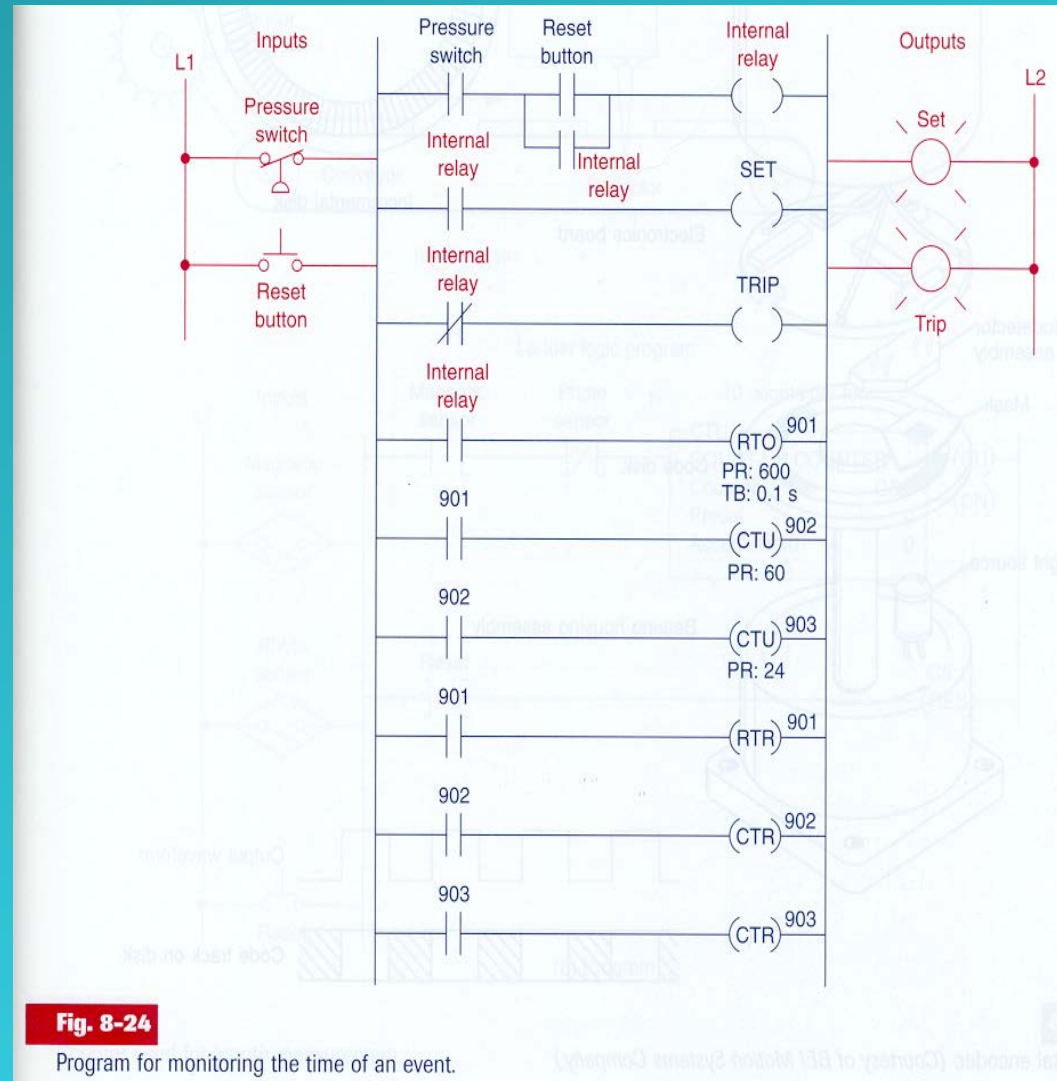 Inputs
Pressure
switch
Reset
button
Internal
relay
Outputs
L1
L2
Pressure
switch
Internal
relay
Internal
relay
SET
Set
Reset
button
Internal
relay
TRIP
Trip
Internal
relay
RTO
901
PR: 600
TB: 0.1 s
901
CTU
902
PR: 60
902
CTU
903
PR: 24
901
RTR
901
902
CTR
902
903
CTR
903
Fig. 8-24
Program for monitoring the time of an event.